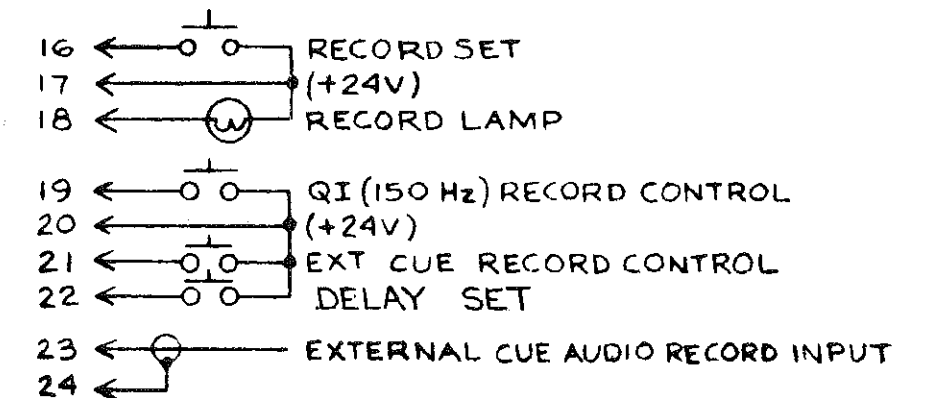 16 RECORD SET
17 (+24V)
18 RECORD LAMP
19 QI (150 Hz) RECORD CONTROL
20 (+24V)
21 EXT CUE RECORD CONTROL
22 DELAY SET
23 EXTERNAL CUE AUDIO RECORD INPUT
24